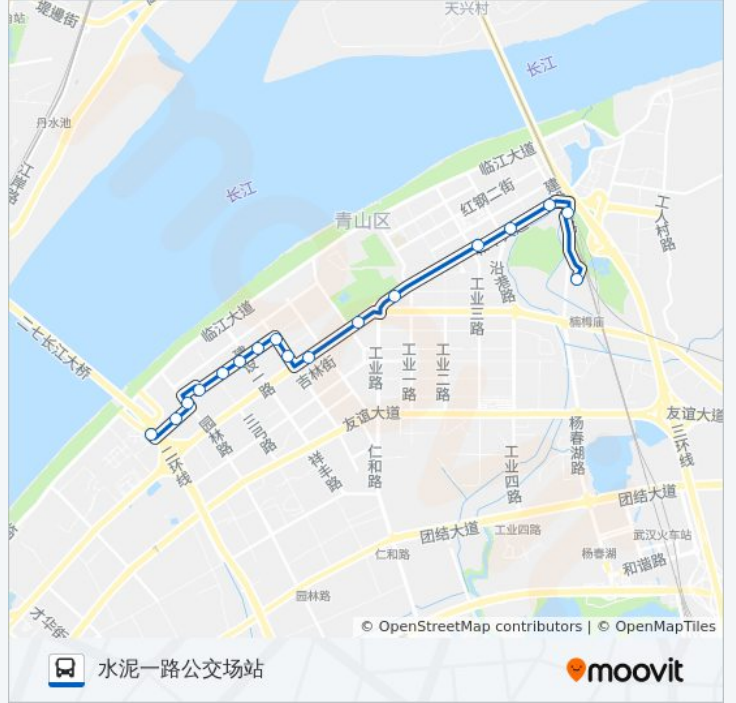 天兴村
堤邊街
长江
丹水池
临江大道
江岸路
红钢二街
长江
工人村路
青山区
沿港路
工业三路
临江大道
楠梅庙
二七长江大桥
吉林街
工业路
工业一路
工业二路
友谊大道
友谊大道
园林路
三弓路
杨春湖路
三环线
二环线
祥丰路
仁和路
工业四路
团结大道
团结大道
工业四路
武汉火车站
仁和路
杨春湖
和谐路
园林路
才华街
© OpenStreetMap contributors | © OpenMapTiles
水泥一路公交场站
moovit